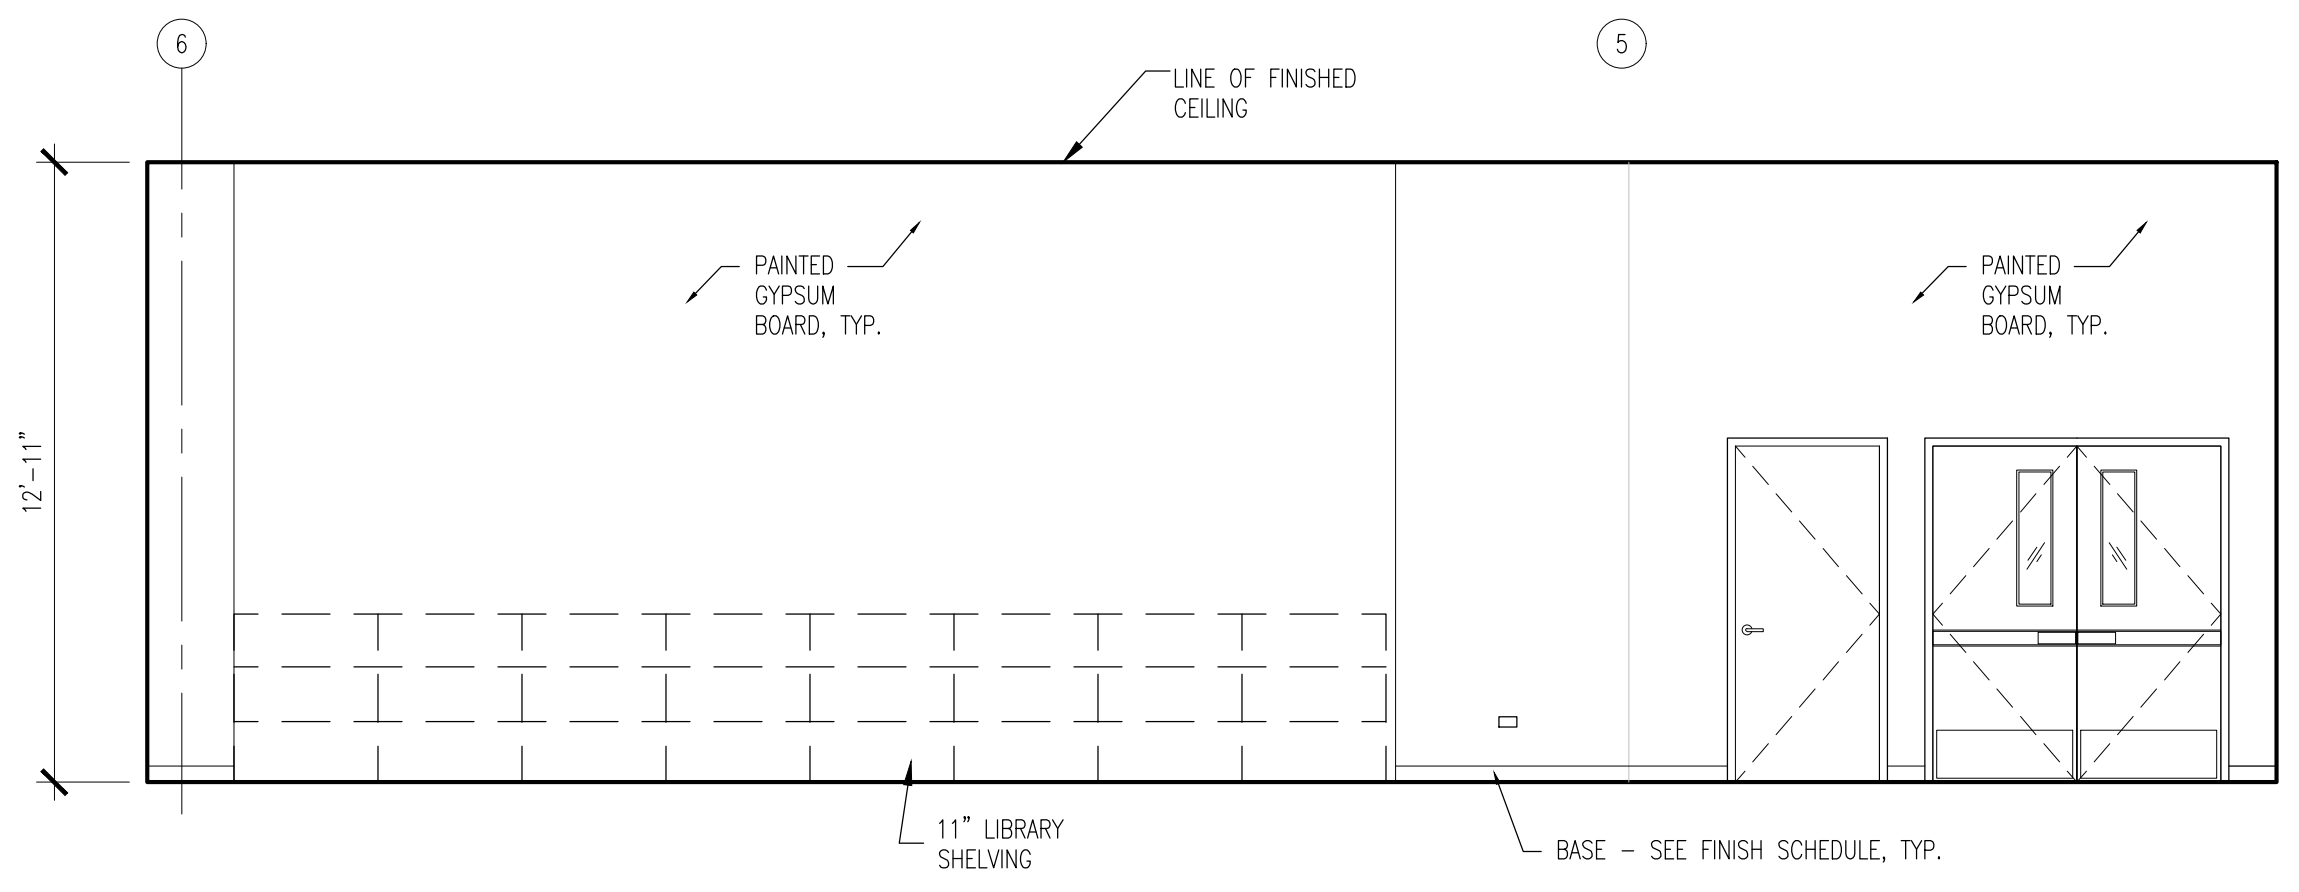 6
5
LINE OF FINISHED
CEILING
PAINTED
GYPSUM
BOARD, TYP.
PAINTED
GYPSUM
BOARD, TYP.
12'-11"
11" LIBRARY
SHELVING
BASE – SEE FINISH SCHEDULE, TYP.